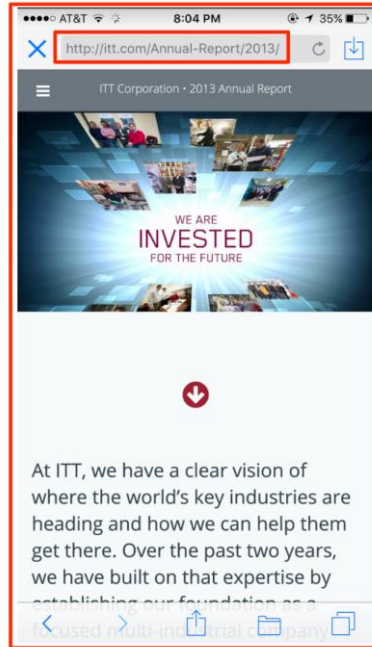 AT&T 8:04 PM 35%
http://itt.com/Annual-Report/2013/
ITT Corporation • 2013 Annual Report
WE ARE
INVESTED
FOR THE FUTURE
At ITT, we have a clear vision of
where the world's key industries are
heading and how we can help them
get there. Over the past two years,
we have built on that expertise by
establishing our foundation as a
focused multi-industrial company